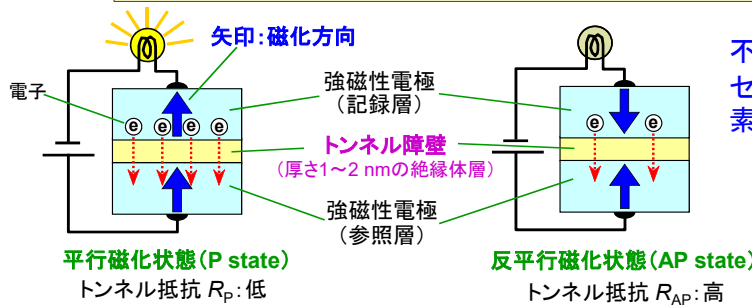 矢印:磁化方向
電子
強磁性電極
(記録層)
e e e e
トンネル障壁
(厚さ1~2 nmの絶縁体層)
強磁性電極
(参照層)
平行磁化状態(P state)
トンネル抵抗 RP:低
e e
反平行磁化状態(AP state)
トンネル抵抗 RAP:高
不
セ
素